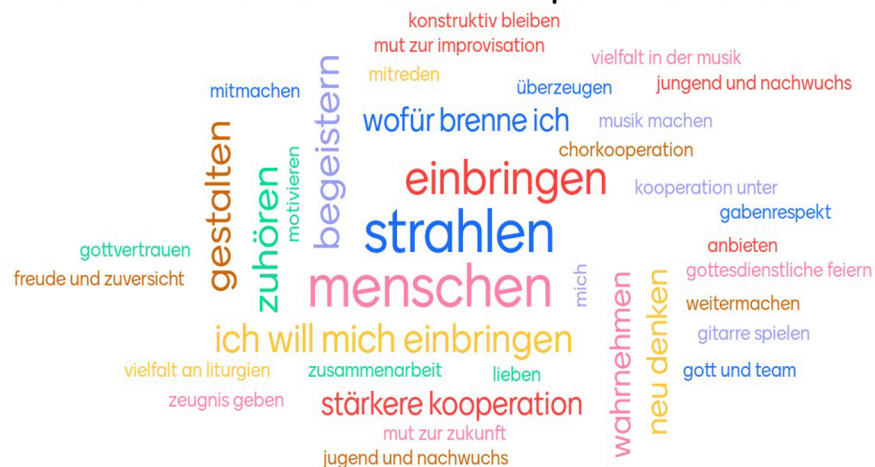 konstruktiv bleiben
mut zur improvisation
vielfalt in der musik
mitreden
jungend und nachwuchs
mitmachen
überzeugen
begeistern
wofür brenne ich
musik machen
gestalten
chorkooperation
motivieren
zuhören
einbringen
kooperation unter
gabenrespekt
strahlen
gottvertrauen
anbieten
freude und zuversicht
menschen
mich
gottesdienstliche feiern
wahrnehmen
neu denken
weitermachen
ich will mich einbringen
gitarre spielen
vielfalt an liturgien
zusammenarbeit
lieben
gott und team
zeugnis geben
stärkere kooperation
mut zur zukunft
jugend und nachwuchs